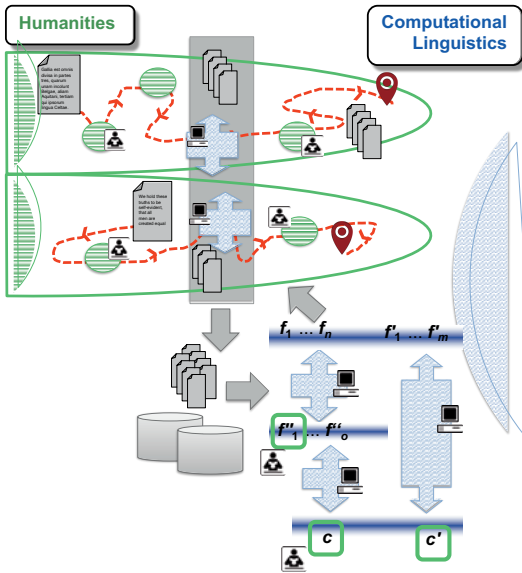 Humanities
Computational
Linguistics
Gallia est omnia
divisa in partes
tres, quarum
unam incolunt
Belgae, aliam
Aquitani, tertiam
qui ipsorum
lingua Celtae.
We hold these
truths to be
self-evident,
that all
men are
created equal
f1 ... fn
f'1 ... f'm
f"1 ... f“o
c
c'